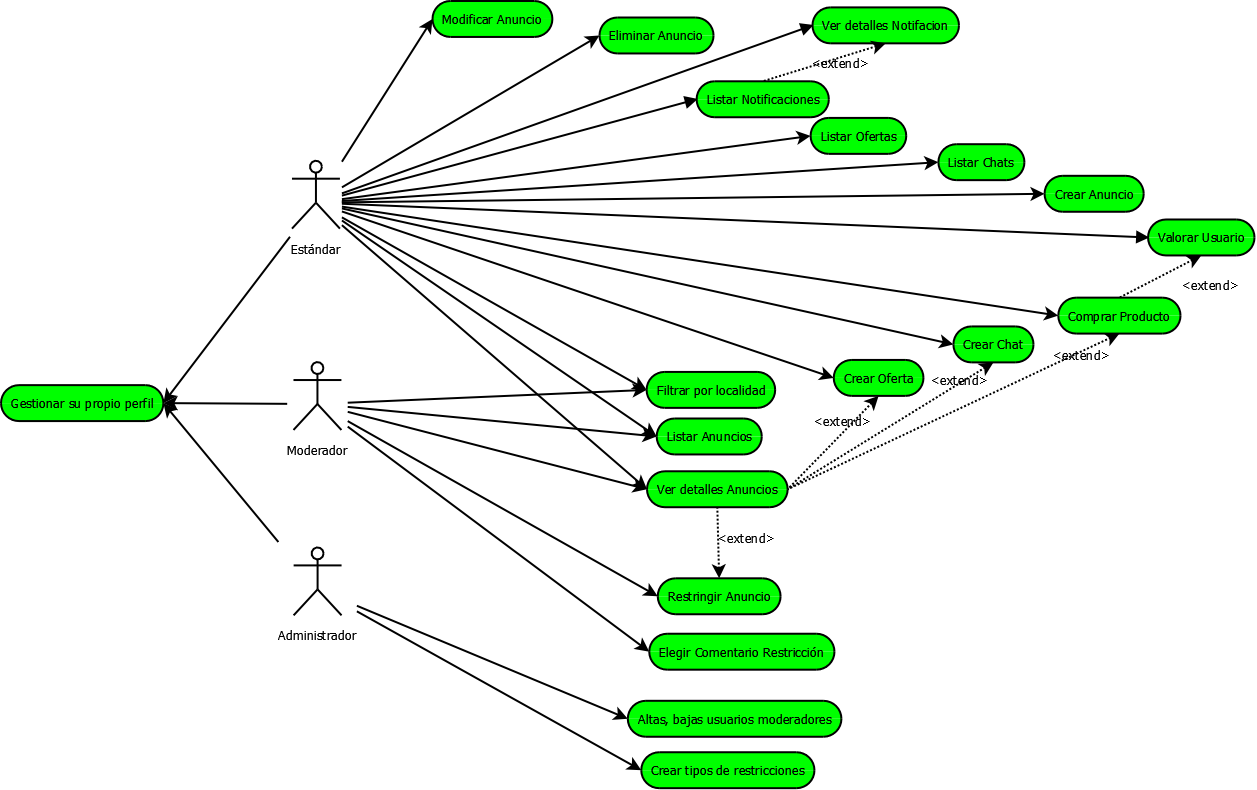 Modificar Anuncio
Eliminar Anuncio
Ver detalles Notifacion
<extend>
Listar Notificaciones
Listar Ofertas
Listar Chats
Crear Anuncio
Estándar
Valorar Usuario
<extend>
Comprar Producto
Crear Chat
<extend>
Crear Oferta
<extend>
Filtrar por localidad
Gestionar su propio perfil
<extend>
Listar Anuncios
Moderador
Ver detalles Anuncios
<extend>
Restringir Anuncio
Administrador
Elegir Comentario Restricción
Altas, bajas usuarios moderadores
Crear tipos de restricciones